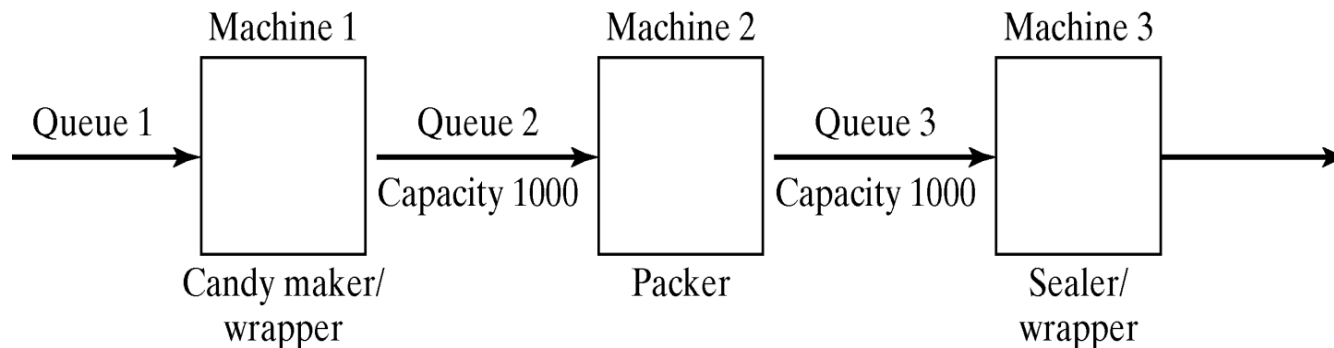 Machine 1
Machine 2
Machine 3
Queue 1
Queue 2
Queue 3
Capacity 1000
Capacity 1000
Candy maker/
wrapper
Packer
Sealer/
wrapper